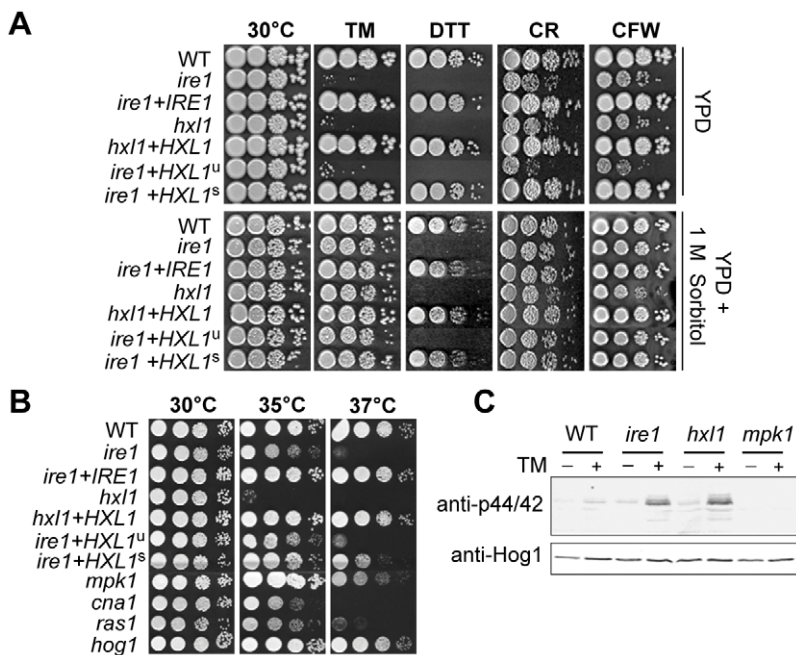 A
30°C TM DTT CR CFW
WT
ire1
ire1+IRE1
hxl1
hxl1+HXL1
ire1+HXL1ᵘ
ire1 +HXL1ˢ
YPD
WT
ire1
ire1+IRE1
hxl1
hxl1+HXL1
ire1+HXL1ᵘ
ire1 +HXL1ˢ
YPD +
1 M Sorbitol
B
30°C 35°C 37°C
WT
ire1
ire1+IRE1
hxl1
hxl1+HXL1
ire1+HXL1ᵘ
ire1+HXL1ˢ
mpk1
cna1
ras1
hog1
C
WT ire1 hxl1 mpk1
TM – + – + – + – +
anti-p44/42
anti-Hog1